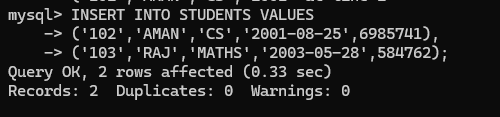 mysql> INSERT INTO STUDENTS VALUES
    -> ('102','AMAN','CS','2001-08-25',6985741),
    -> ('103','RAJ','MATHS','2003-05-28',584762);
Query OK, 2 rows affected (0.33 sec)
Records: 2  Duplicates: 0  Warnings: 0